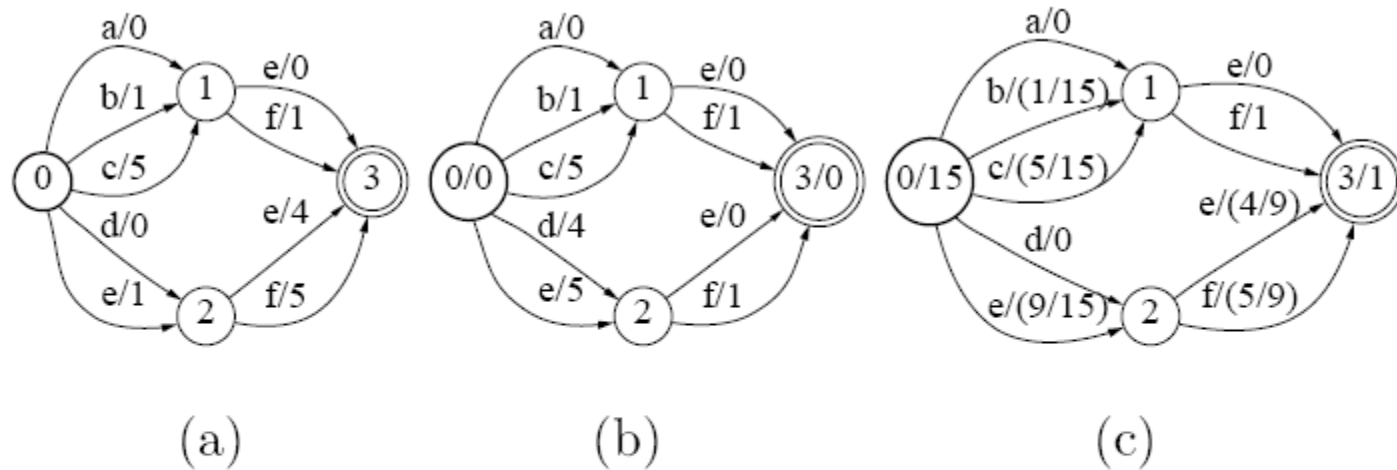 a/0
b/1
c/5
d/0
e/1
e/0
f/1
e/4
f/5
0
1
2
3
(a)
a/0
b/1
c/5
d/4
e/5
e/0
f/1
e/0
f/1
0/0
1
2
3/0
(b)
a/0
b/(1/15)
c/(5/15)
d/0
e/(9/15)
e/0
f/1
e/(4/9)
f/(5/9)
0/15
1
2
3/1
(c)